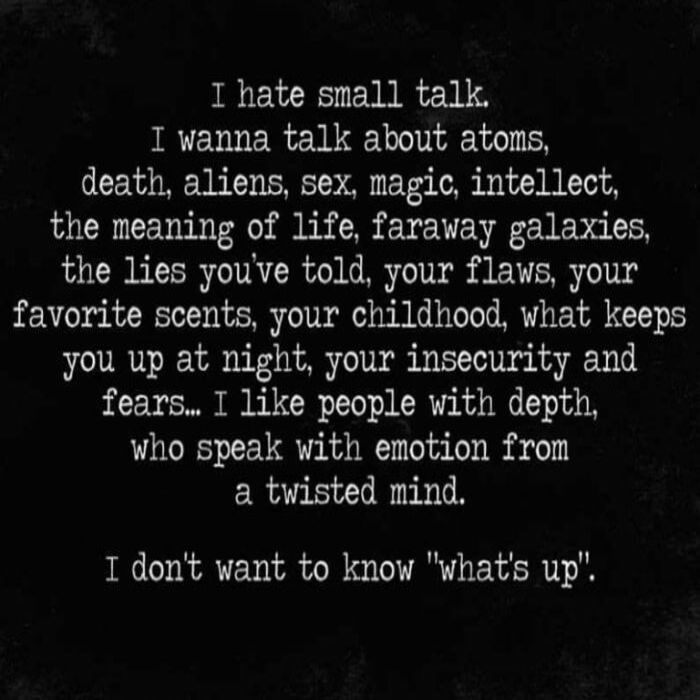 I hate small talk.
I wanna talk about atoms,
death, aliens, sex, magic, intellect,
the meaning of life, faraway galaxies,
the lies you've told, your flaws, your
favorite scents, your childhood, what keeps
you up at night, your insecurity and
fears... I like people with depth,
who speak with emotion from
a twisted mind.
I don't want to know "what's up".